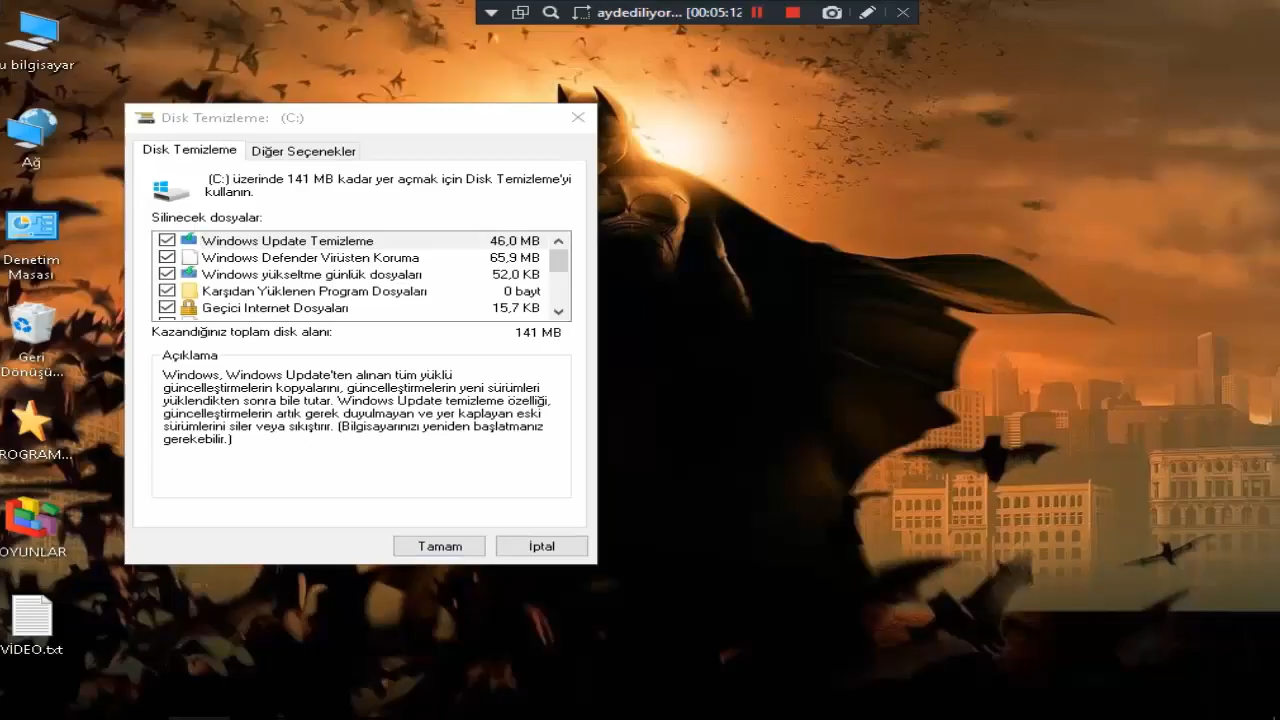 aydediliyor... [00:05:12
u bilgisayar
Ağ
Denetim
Masası
Geri
Dönüşü...
ROGRAM...
OYUNLAR
VİDEO.txt
Disk Temizleme: (C:)
Disk Temizleme
Diğer Seçenekler
(C:) üzerinde 141 MB kadar yer açmak için Disk Temizleme'yi
kullanın.
Silinecek dosyalar:
Windows Update Temizleme 46,0 MB
Windows Defender Virüsten Koruma 65,9 MB
Windows yükseltme günlük dosyaları 52,0 KB
Karşıdan Yüklenen Program Dosyaları 0 bayt
Geçici Internet Dosyaları 15,7 KB
Kazandığınız toplam disk alanı: 141 MB
Açıklama
Windows, Windows Update'ten alınan tüm yüklü
güncelleştirmelerin kopyalarını, güncelleştirmelerin yeni sürümleri
yüklendikten sonra bile tutar. Windows Update temizleme özelliği,
güncelleştirmelerin artık gerek duyulmayan ve yer kaplayan eski
sürümlerini siler veya sıkıştırır. (Bilgisayarınızı yeniden başlatmanız
gerekebilir.)
Tamam
İptal